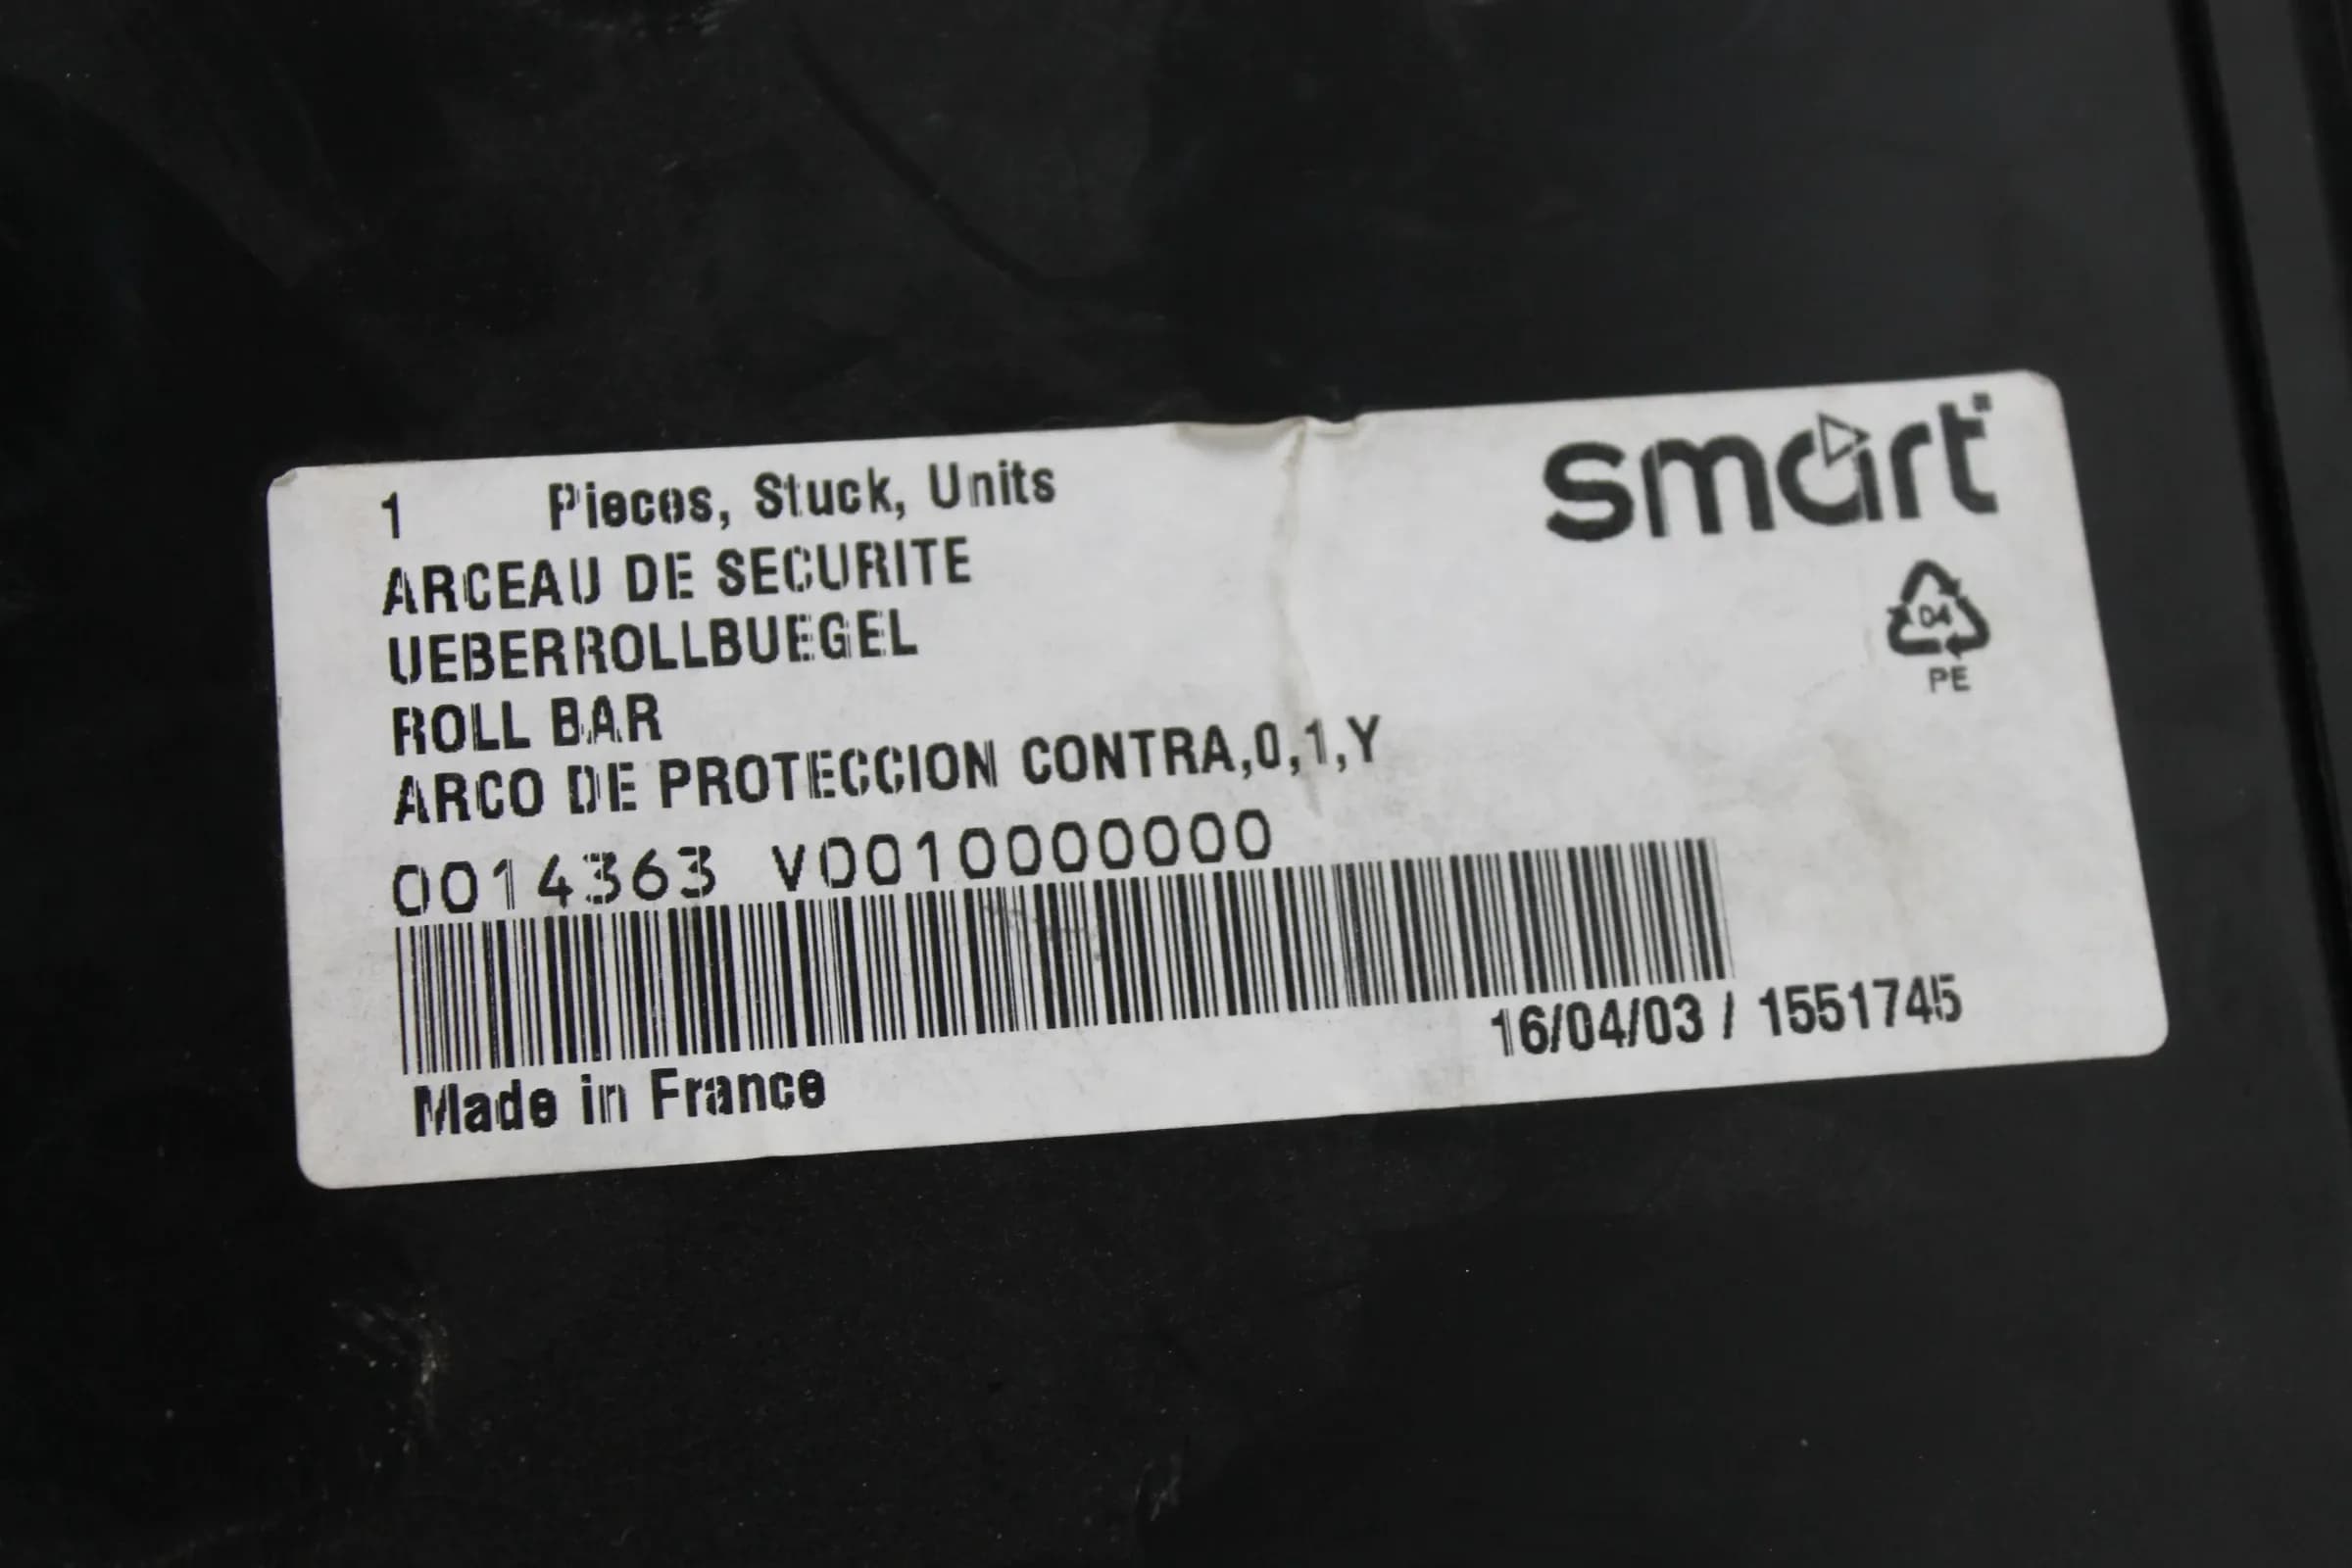 smart
1 Pieces, Stuck, Units
ARCEAU DE SECURITE
UEBERROLLBUEGEL
ROLL BAR
ARCO DE PROTECCION CONTRA,0,1,Y
04
PE
0014363 V0010000000
16/04/03 / 1551745
Made in France